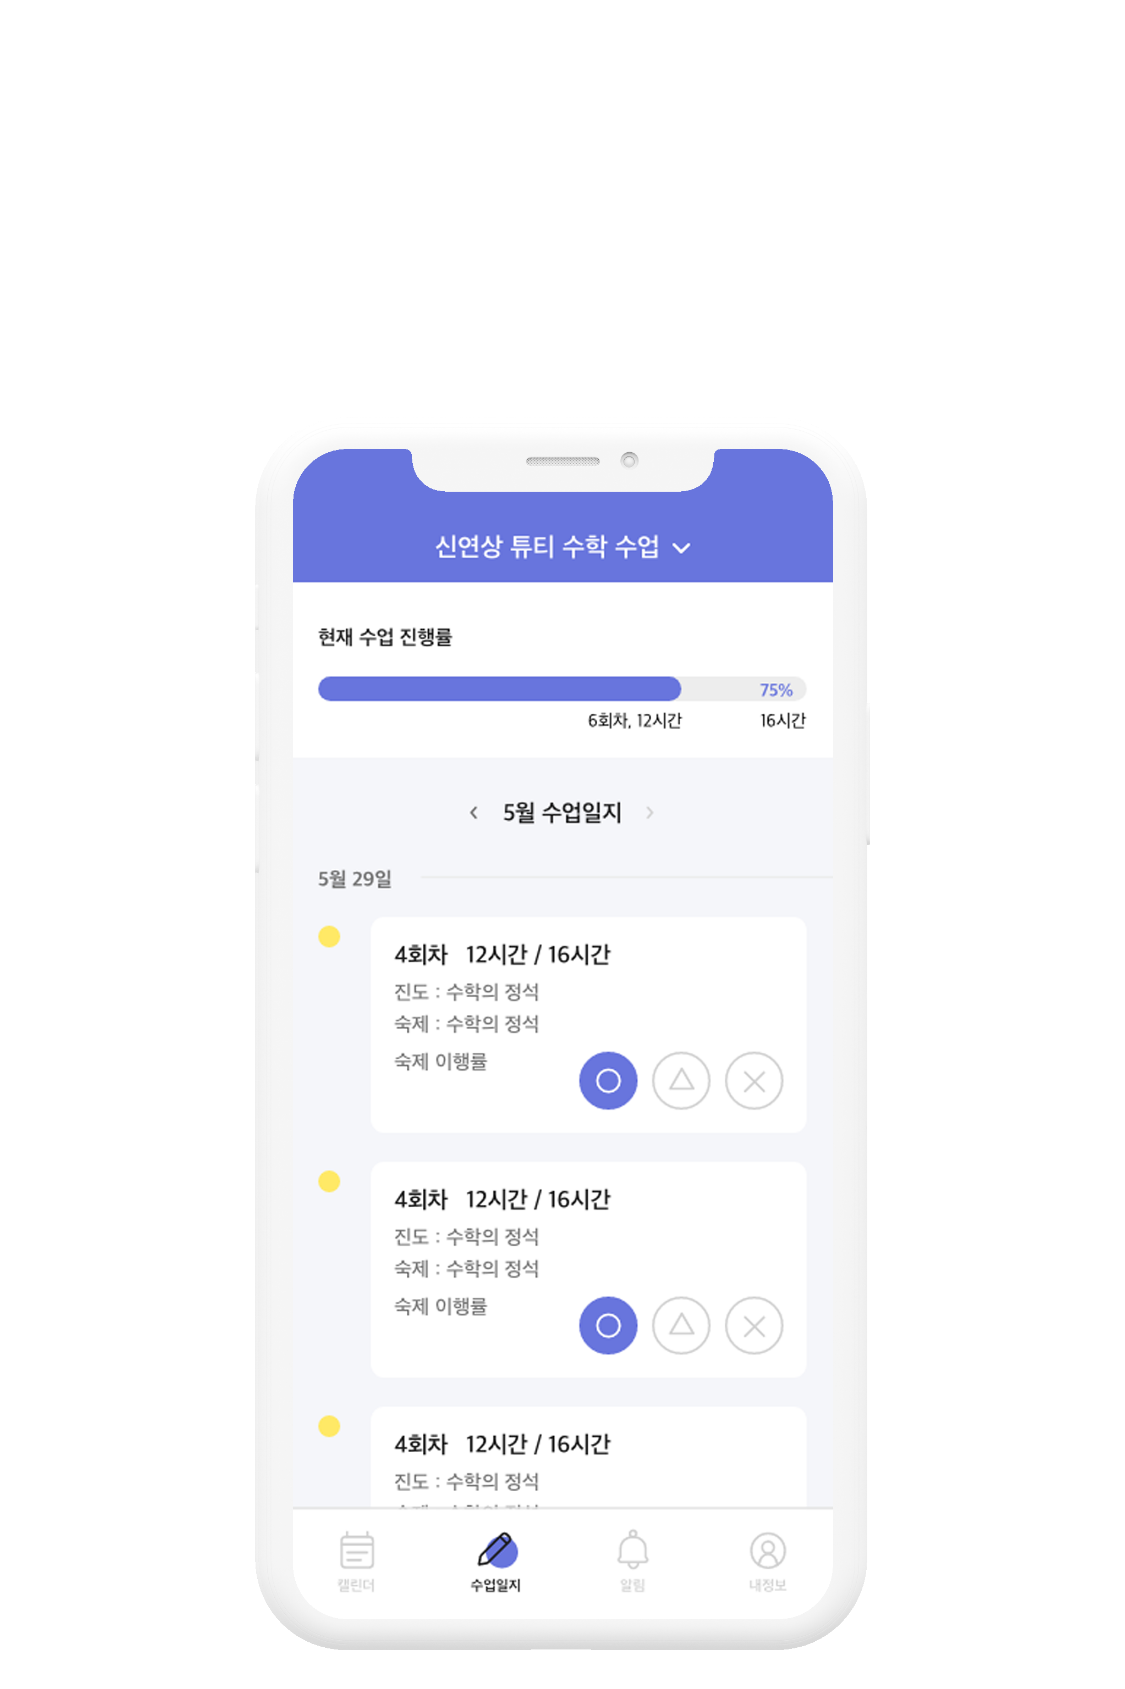 신연상 튜티 수학 수업
현재 수업 진행률
75%
6회차, 12시간
16시간
5월 수업일지
5월 29일
4회차 12시간 / 16시간
진도 : 수학의 정석
숙제 : 수학의 정석
숙제 이행률
4회차 12시간 / 16시간
진도 : 수학의 정석
숙제 : 수학의 정석
숙제 이행률
4회차 12시간 / 16시간
진도 : 수학의 정석
캘린더
수업일지
알림
내정보